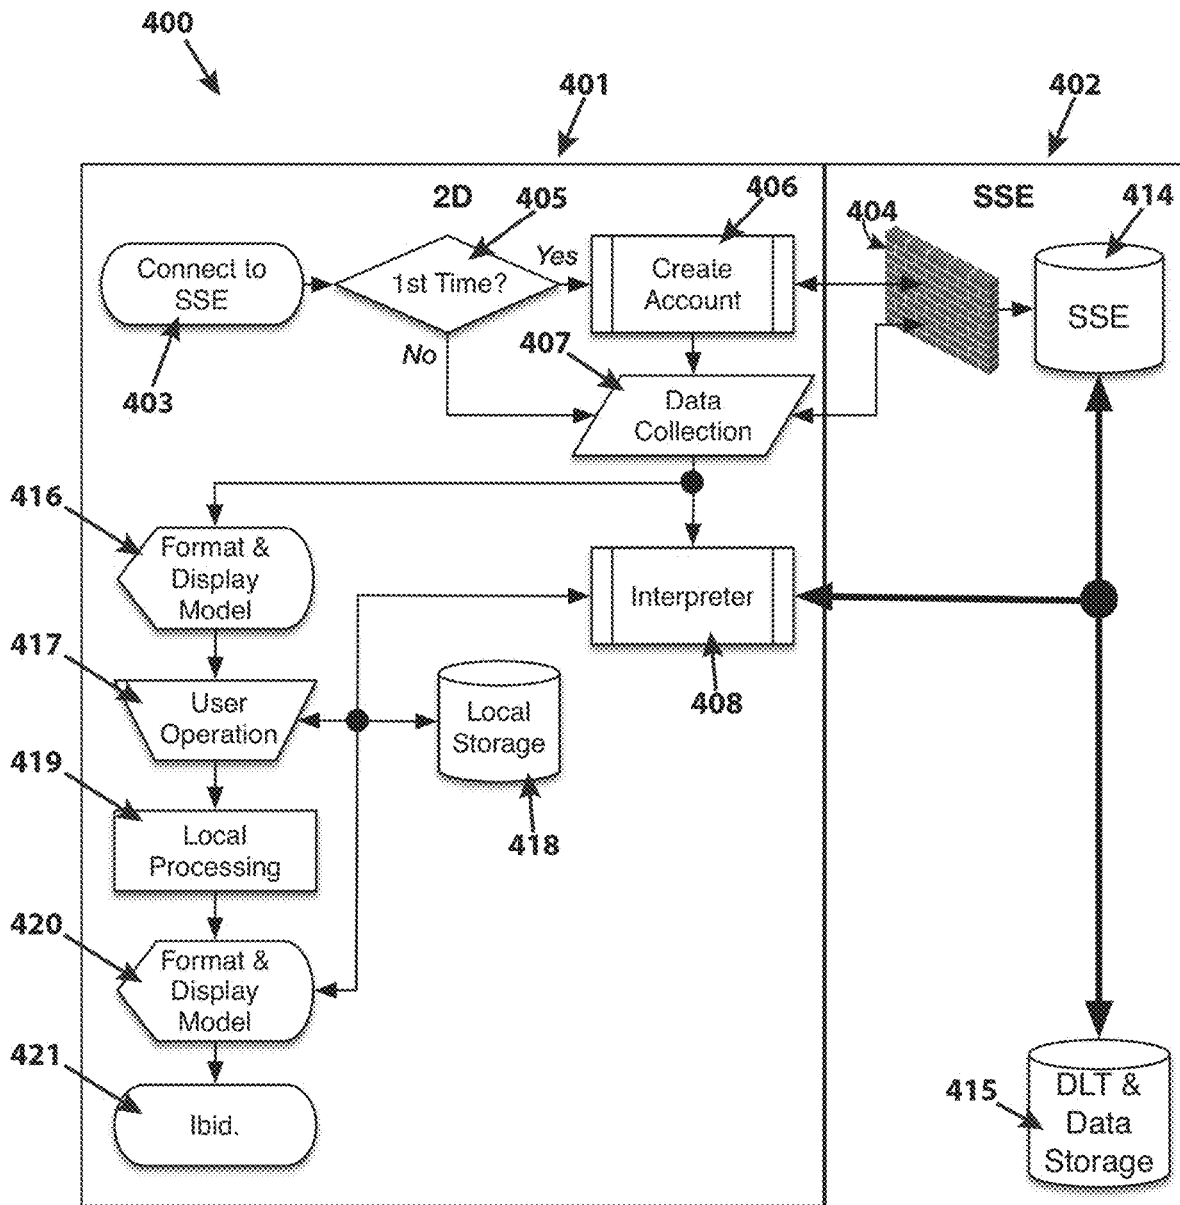 400
401
402
2D
405
406
SSE
414
404
Connect to
SSE
1st Time?
Yes
Create
Account
SSE
No
407
403
Data
Collection
416
Format &
Display
Model
Interpreter
417
User
Operation
Local
Storage
408
419
418
Local
Processing
420
Format &
Display
Model
421
Ibid.
415
DLT &
Data
Storage